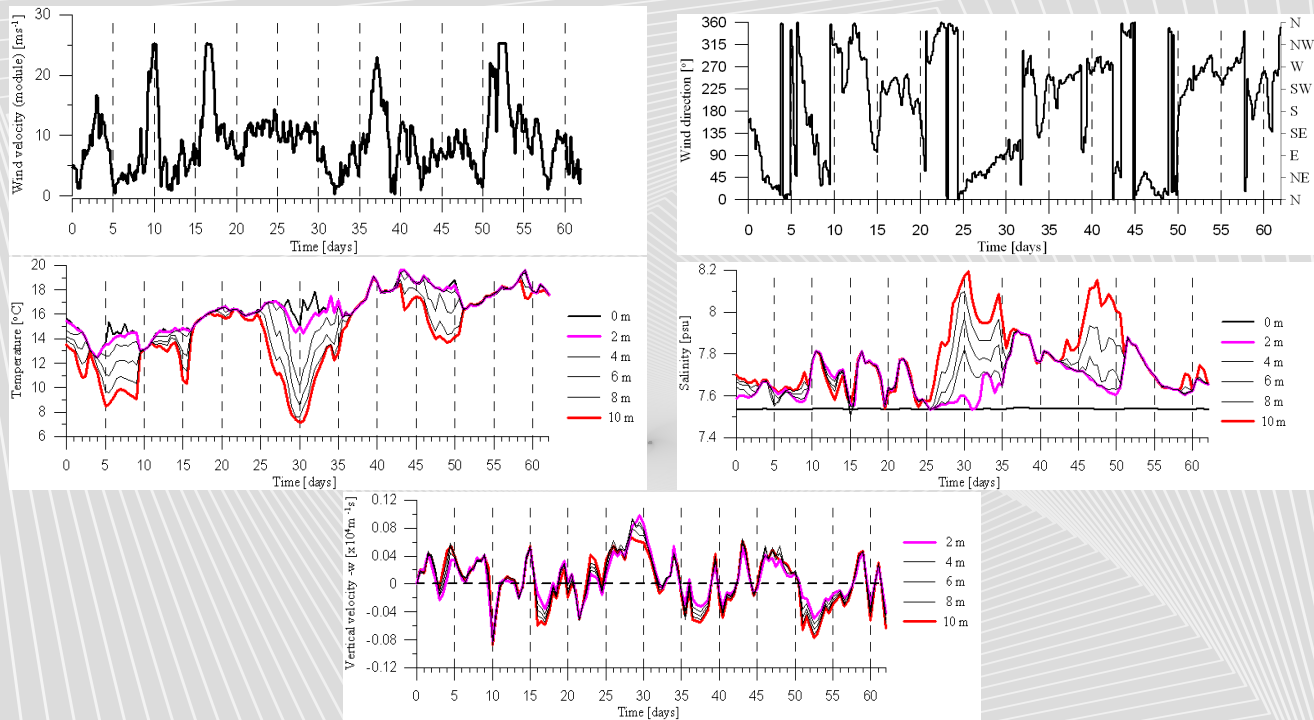 Wind velocity (module) [ms⁻¹]
30
20
10
0
0 5 10 15 20 25 30 35 40 45 50 55 60
Time [days]
Wind direction [°]
360
315
270
225
180
135
90
45
0
N
NW
W
SW
S
SE
E
NE
N
0 5 10 15 20 25 30 35 40 45 50 55 60
Time [days]
Temperature [°C]
20
18
16
14
12
10
8
6
0 5 10 15 20 25 30 35 40 45 50 55 60
Time [days]
0 m
2 m
4 m
6 m
8 m
10 m
Salinity [psu]
8.2
8.0
7.8
7.6
7.4
0 5 10 15 20 25 30 35 40 45 50 55 60
Time [days]
0 m
2 m
4 m
6 m
8 m
10 m
Vertical velocity -w [x10⁴m ⁻¹s]
0.12
0.08
0.04
0
-0.04
-0.08
-0.12
0 5 10 15 20 25 30 35 40 45 50 55 60
Time [days]
2 m
4 m
6 m
8 m
10 m